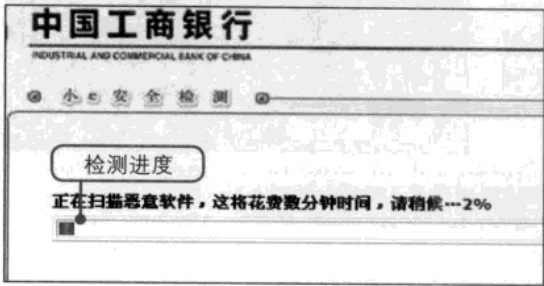 中国工商银行
INDUSTRIAL AND COMMERCIAL BANK OF CHINA
小e安全检测
检测进度
正在扫描恶意软件，这将花费数分钟时间，请稍候…2%